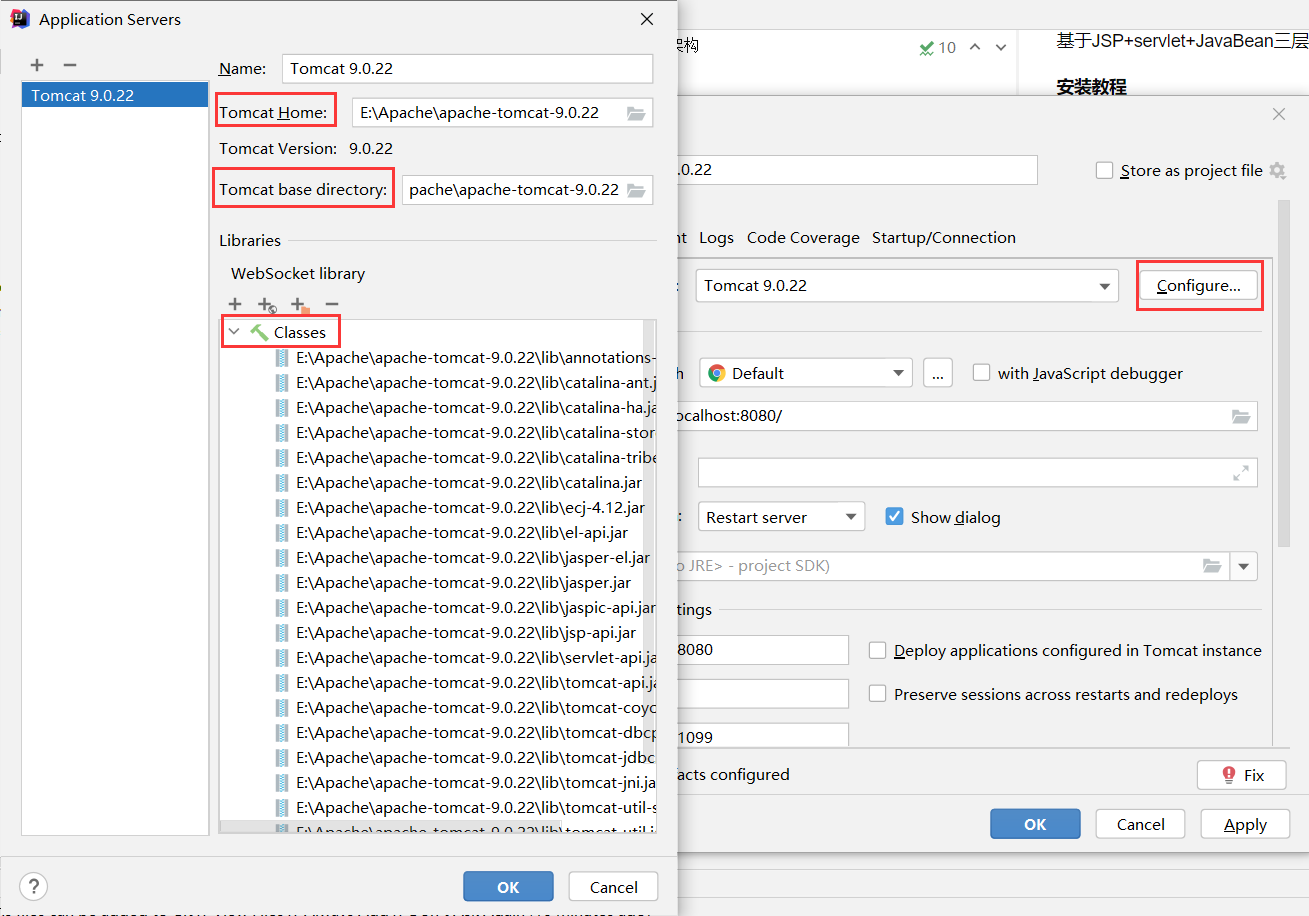 Application Servers
Tomcat 9.0.22
Name: Tomcat 9.0.22
Tomcat Home: E:\Apache\apache-tomcat-9.0.22
Tomcat Version: 9.0.22
Tomcat base directory: pache\apache-tomcat-9.0.22
Libraries
WebSocket library
Classes
E:\Apache\apache-tomcat-9.0.22\lib\annotations-
E:\Apache\apache-tomcat-9.0.22\lib\catalina-ant.j
E:\Apache\apache-tomcat-9.0.22\lib\catalina-ha.ja
E:\Apache\apache-tomcat-9.0.22\lib\catalina-stor
E:\Apache\apache-tomcat-9.0.22\lib\catalina-tribe
E:\Apache\apache-tomcat-9.0.22\lib\catalina.jar
E:\Apache\apache-tomcat-9.0.22\lib\ecj-4.12.jar
E:\Apache\apache-tomcat-9.0.22\lib\el-api.jar
E:\Apache\apache-tomcat-9.0.22\lib\jasper-el.jar
E:\Apache\apache-tomcat-9.0.22\lib\jasper.jar
E:\Apache\apache-tomcat-9.0.22\lib\jaspic-api.jar
E:\Apache\apache-tomcat-9.0.22\lib\jsp-api.jar
E:\Apache\apache-tomcat-9.0.22\lib\servlet-api.ja
E:\Apache\apache-tomcat-9.0.22\lib\tomcat-api.ja
E:\Apache\apache-tomcat-9.0.22\lib\tomcat-coyo
E:\Apache\apache-tomcat-9.0.22\lib\tomcat-dbcp
E:\Apache\apache-tomcat-9.0.22\lib\tomcat-jdbc
E:\Apache\apache-tomcat-9.0.22\lib\tomcat-jni.ja
E:\Apache\apache-tomcat-9.0.22\lib\tomcat-util-s
E:\Apache\apache-tomcat-9.0.22\lib\tomcat-util.j
?
OK
Cancel
构
10
基于JSP+servlet+JavaBean三层
安装教程
.0.22
Store as project file
nt Logs Code Coverage Startup/Connection
: Tomcat 9.0.22 Configure...
h Default ... with JavaScript debugger
ocalhost:8080/
: Restart server Show dialog
o JRE> - project SDK)
tings
8080 Deploy applications configured in Tomcat instance
Preserve sessions across restarts and redeploys
1099
acts configured
Fix
OK
Cancel
Apply